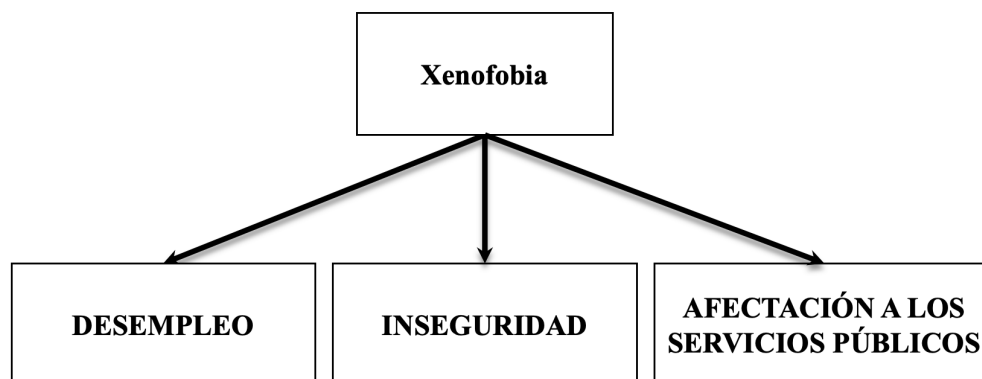 Xenofobia
DESEMPLEO
INSEGURIDAD
AFECTACIÓN A LOS
SERVICIOS PÚBLICOS